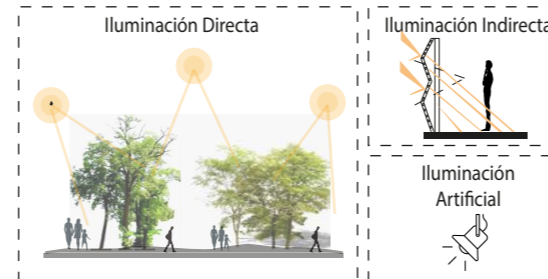 Iluminación Directa
Iluminación Indirecta
Iluminación
Artificial